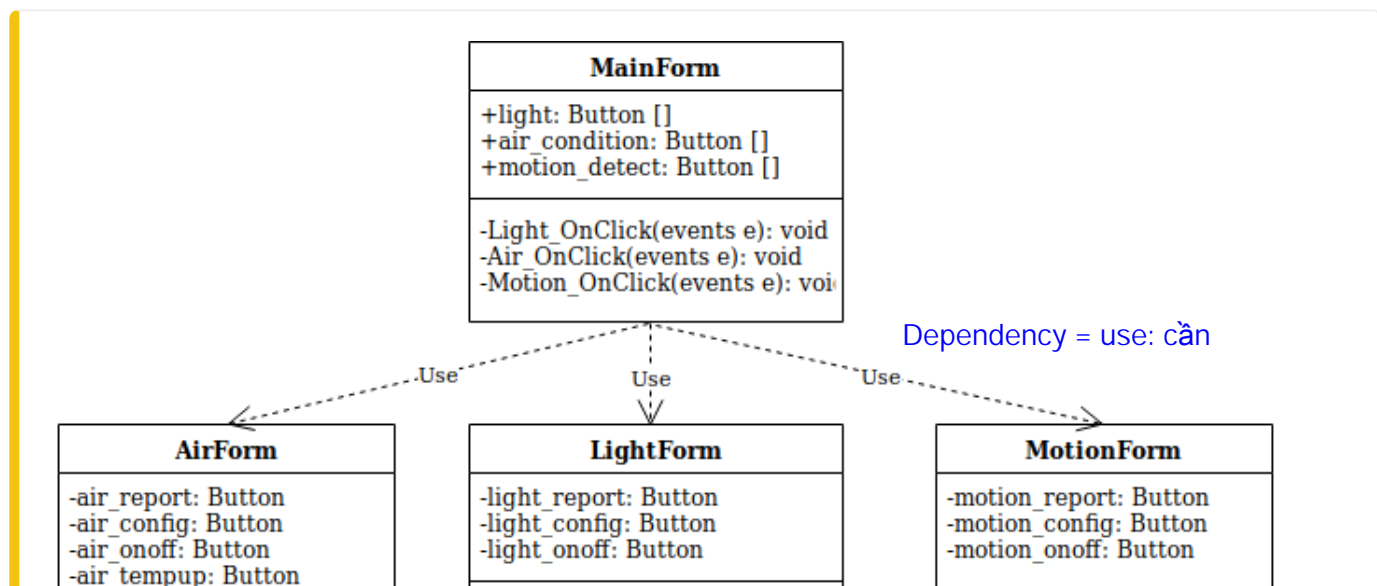 MainForm
+light: Button []
+air_condition: Button []
+motion_detect: Button []
-Light_OnClick(events e): void
-Air_OnClick(events e): void
-Motion_OnClick(events e): voi
Dependency = use: cần
Use
Use
Use
AirForm
-air_report: Button
-air_config: Button
-air_onoff: Button
-air_tempup: Button
LightForm
-light_report: Button
-light_config: Button
-light_onoff: Button
MotionForm
-motion_report: Button
-motion_config: Button
-motion_onoff: Button